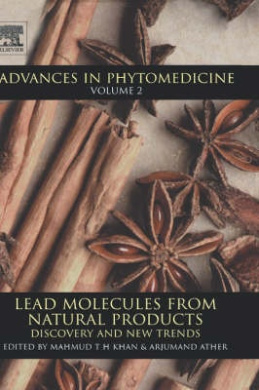 ELSEVIER
ADVANCES IN PHYTOMEDICINE
VOLUME 2
LEAD MOLECULES FROM
NATURAL PRODUCTS
DISCOVERY AND NEW TRENDS
EDITED BY MAHMUD T H KHAN & ARJUMAND ATHER